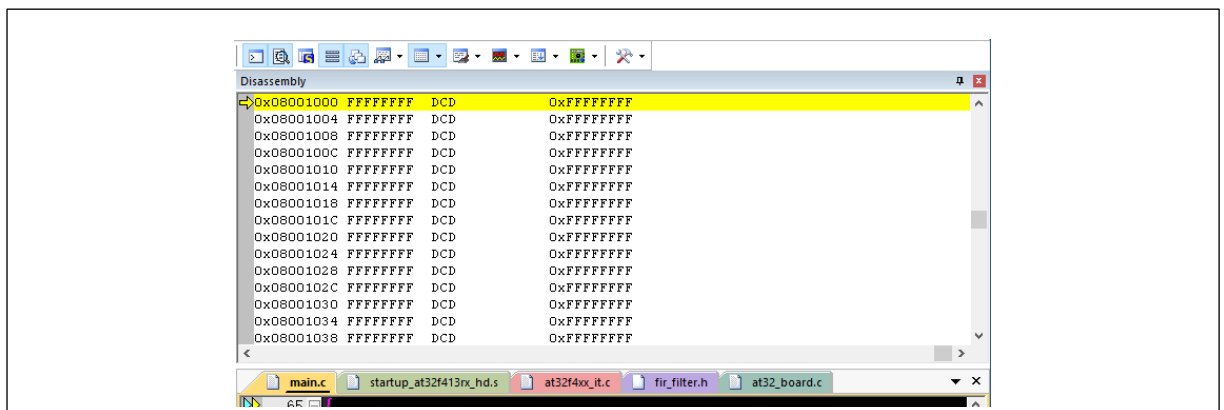 Disassembly
0x08001000 FFFFFFFF DCD 0xFFFFFFFF
0x08001004 FFFFFFFF DCD 0xFFFFFFFF
0x08001008 FFFFFFFF DCD 0xFFFFFFFF
0x0800100C FFFFFFFF DCD 0xFFFFFFFF
0x08001010 FFFFFFFF DCD 0xFFFFFFFF
0x08001014 FFFFFFFF DCD 0xFFFFFFFF
0x08001018 FFFFFFFF DCD 0xFFFFFFFF
0x0800101C FFFFFFFF DCD 0xFFFFFFFF
0x08001020 FFFFFFFF DCD 0xFFFFFFFF
0x08001024 FFFFFFFF DCD 0xFFFFFFFF
0x08001028 FFFFFFFF DCD 0xFFFFFFFF
0x0800102C FFFFFFFF DCD 0xFFFFFFFF
0x08001030 FFFFFFFF DCD 0xFFFFFFFF
0x08001034 FFFFFFFF DCD 0xFFFFFFFF
0x08001038 FFFFFFFF DCD 0xFFFFFFFF
main.c startup_at32f413rx_hd.s at32f4xx_it.c fir_filter.h at32_board.c
65 {